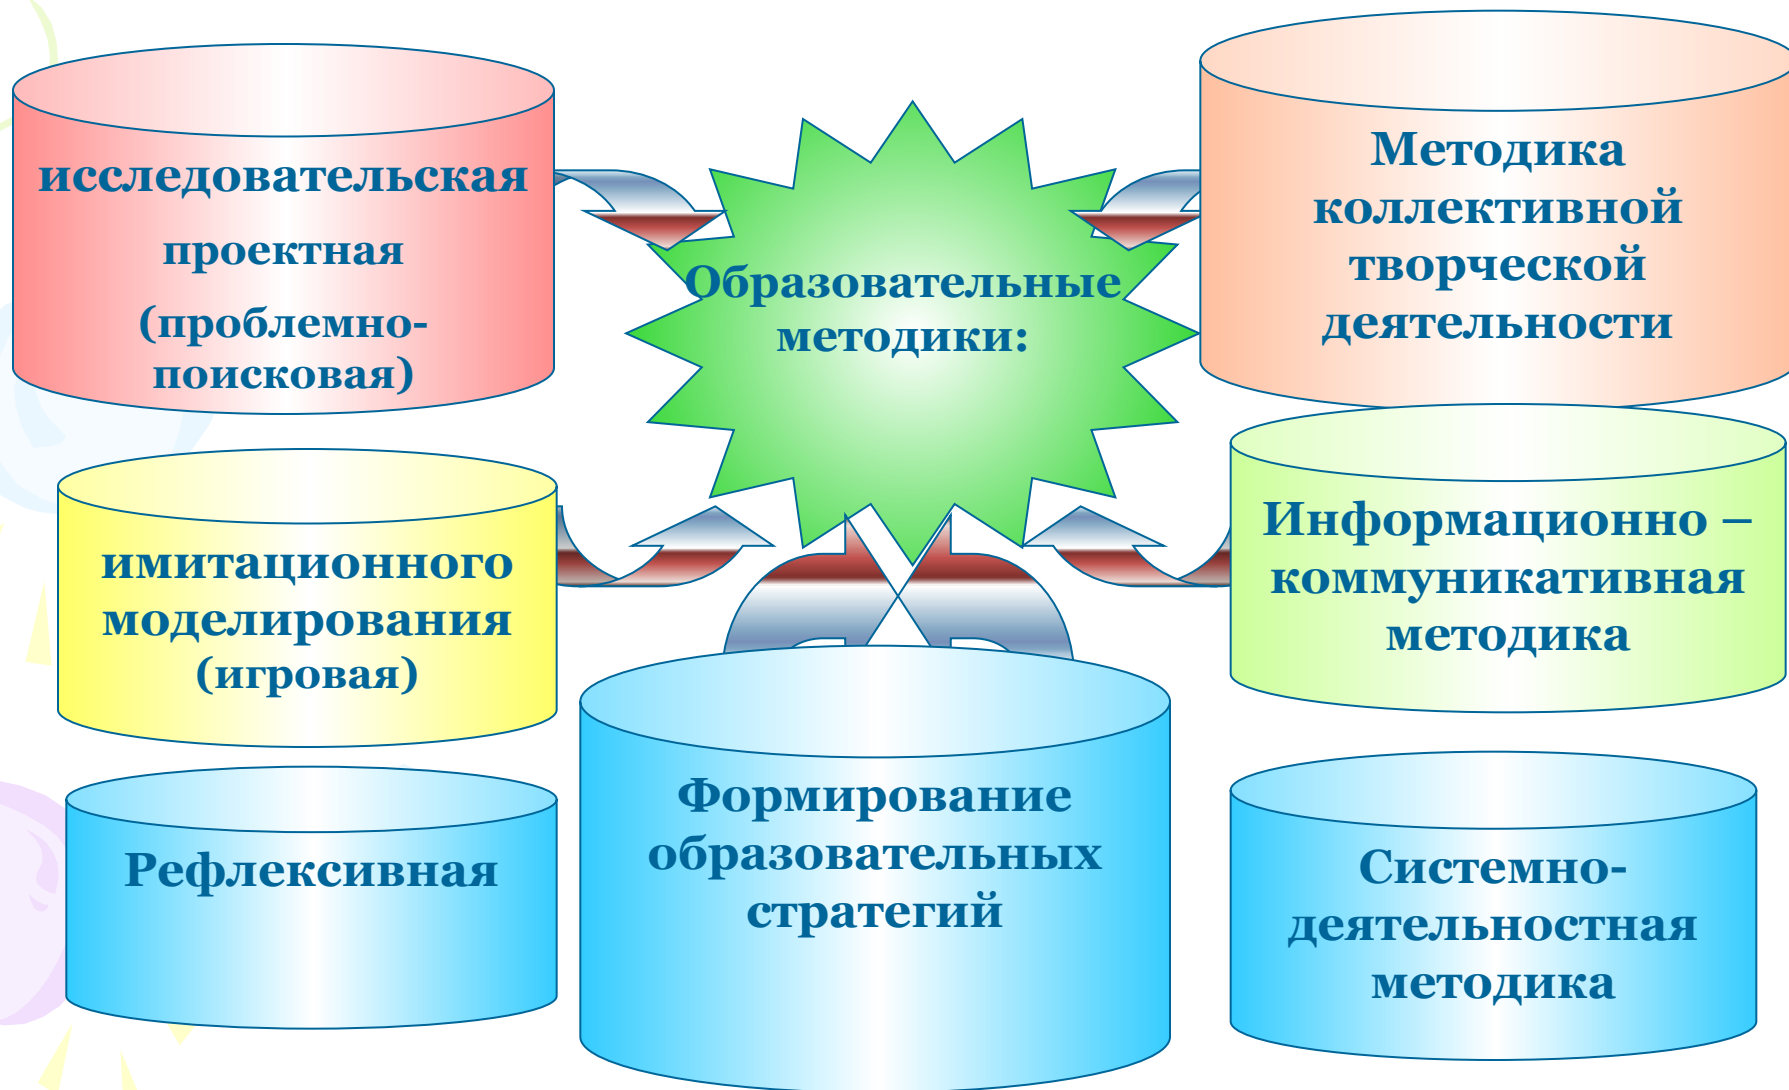 исследовательская
проектная
(проблемно-
поисковая)
Образовательные
методики:
Методика
коллективной
творческой
деятельности
имитационного
моделирования
(игровая)
Информационно –
коммуникативная
методика
Рефлексивная
Формирование
образовательных
стратегий
Системно-
деятельностная
методика